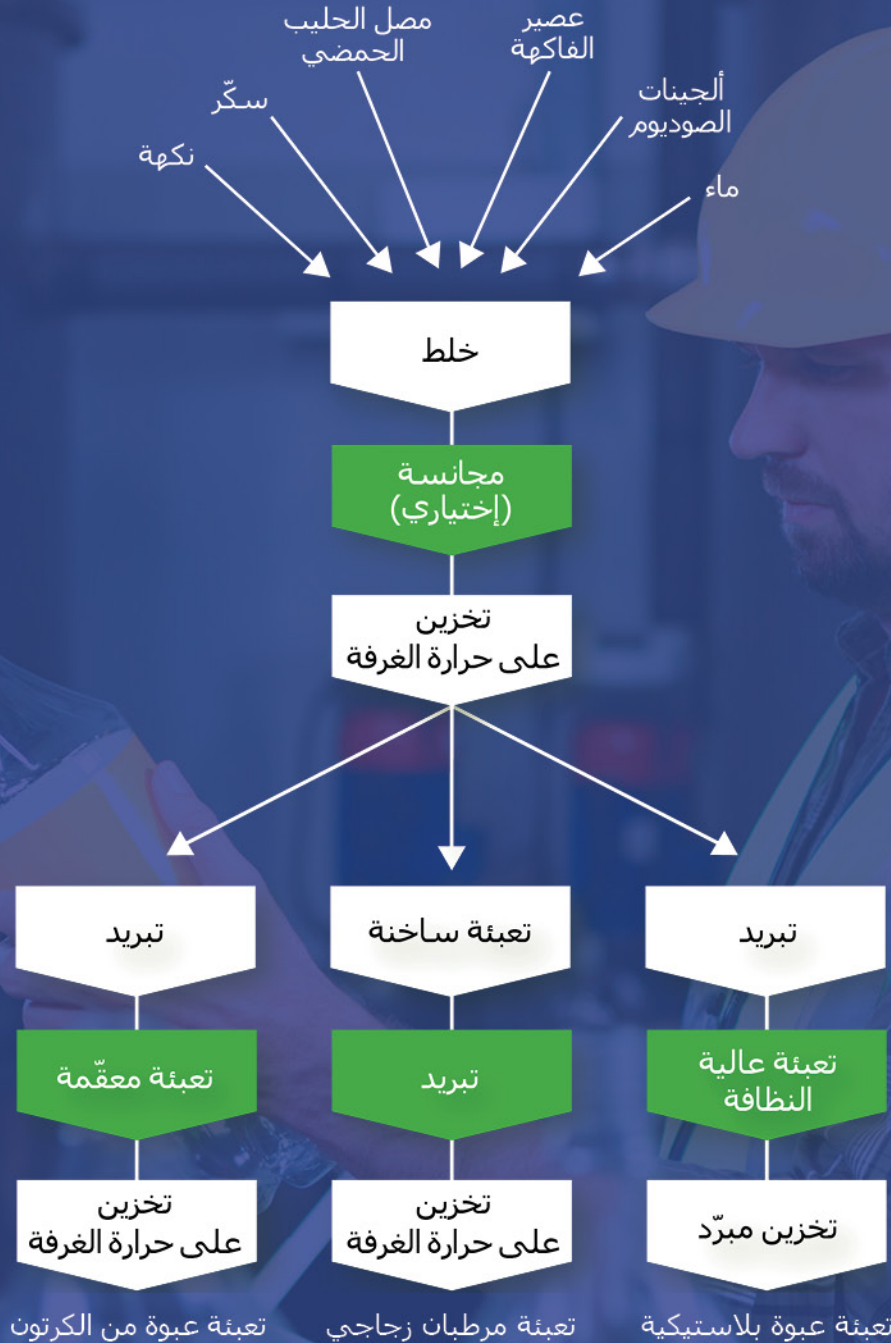 عصير
الفاكهة
مصل الحليب
الحمضي
ألجينات
الصوديوم
سكّر
نكهة
ماء
خلط
مجانسة
(إختياري)
تخزين
على حرارة الغرفة
تبريد
تعبئة عالية
النظافة
تخزين مبرّد
تعبئة عبوة بلاستيكية
تعبئة ساخنة
تبريد
تخزين
على حرارة الغرفة
تعبئة مرطبان زجاجي
تبريد
تعبئة معقّمة
تخزين
على حرارة الغرفة
تعبئة عبوة من الكرتون